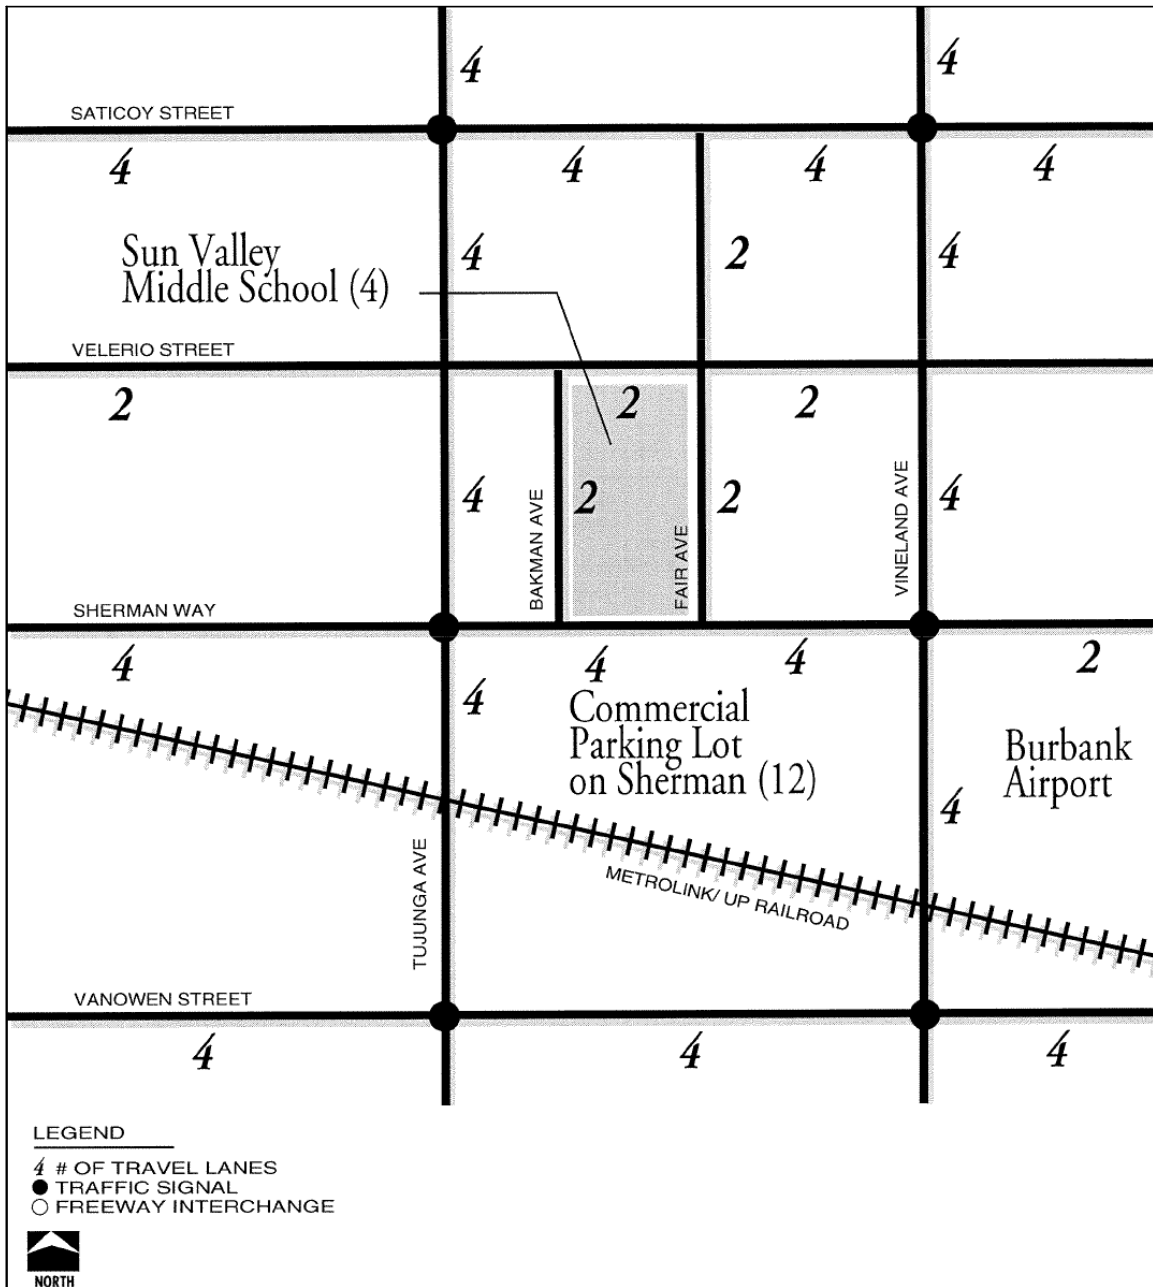 4
4
SATICOY STREET
4
4
4
4
Sun Valley
Middle School (4)
4
2
4
VELERIO STREET
2
2
2
4
BAKMAN AVE
2
FAIR AVE
2
VINELAND AVE
4
SHERMAN WAY
4
4
4
2
4
Commercial
Parking Lot
on Sherman (12)
Burbank
Airport
4
TUJUNGA AVE
METROLINK/ UP RAILROAD
VANOWEN STREET
4
4
4
LEGEND
4 # OF TRAVEL LANES
TRAFFIC SIGNAL
FREEWAY INTERCHANGE
NORTH